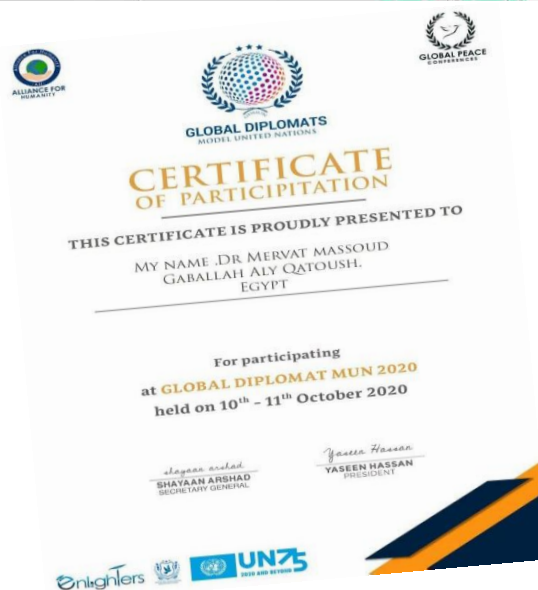 ALLIANCE FOR
HUMANITY
GLOBAL PEACE
CONFERENCES
GLOBAL DIPLOMATS
MODEL UNITED NATIONS
CERTIFICATE
OF PARTICIPITATION
THIS CERTIFICATE IS PROUDLY PRESENTED TO
MY NAME .DR MERVAT MASSOUD
GABALLAH ALY QATOUSH.
EGYPT
For participating
at GLOBAL DIPLOMAT MUN 2020
held on 10th - 11th October 2020
shayaan arshad
SHAYAAN ARSHAD
SECRETARY GENERAL
Yaseen Hassan
YASEEN HASSAN
PRESIDENT
Enlighters
UN75
2020 AND BEYOND